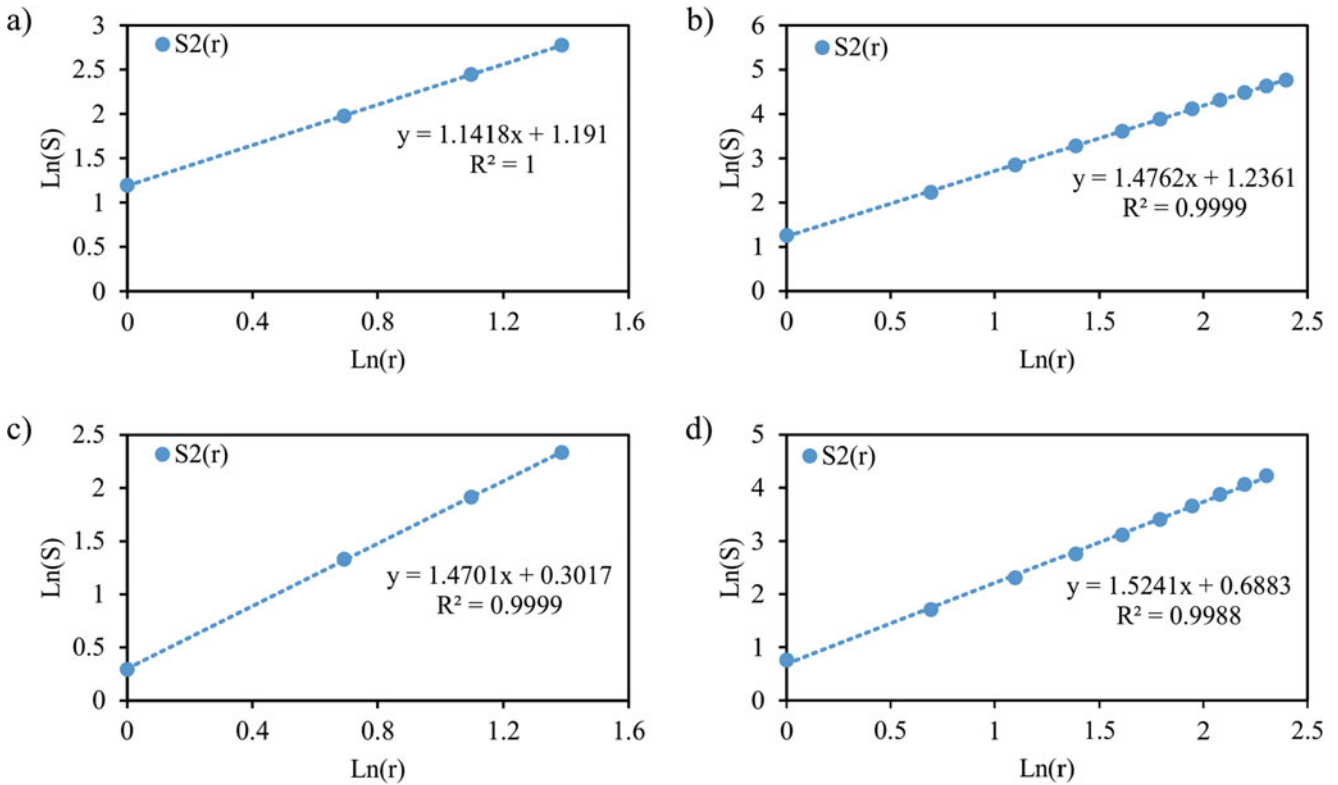 a)
3
2.5
2
1.5
1
0.5
0
Ln(S)
S2(r)
y = 1.1418x + 1.191
R² = 1
0 0.4 0.8 1.2 1.6
Ln(r)
b)
6
5
4
3
2
1
0
Ln(S)
S2(r)
y = 1.4762x + 1.2361
R² = 0.9999
0 0.5 1 1.5 2 2.5
Ln(r)
c)
2.5
2
1.5
1
0.5
0
Ln(S)
S2(r)
y = 1.4701x + 0.3017
R² = 0.9999
0 0.4 0.8 1.2 1.6
Ln(r)
d)
5
4
3
2
1
0
Ln(S)
S2(r)
y = 1.5241x + 0.6883
R² = 0.9988
0 0.5 1 1.5 2 2.5
Ln(r)